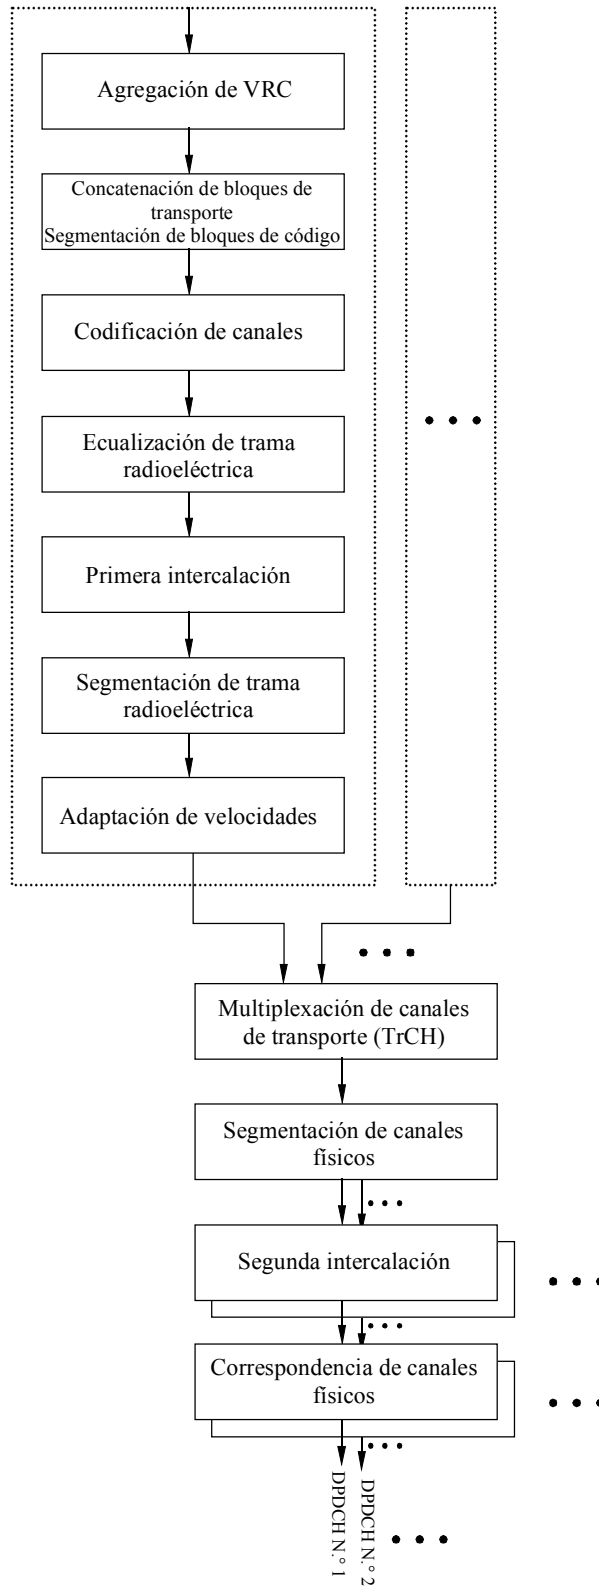 Agregación de VRC
Concatenación de bloques de
transporte
Segmentación de bloques de código
Codificación de canales
Ecualización de trama
radioeléctrica
Primera intercalación
Segmentación de trama
radioeléctrica
Adaptación de velocidades
Multiplexación de canales
de transporte (TrCH)
Segmentación de canales
físicos
Segunda intercalación
Correspondencia de canales
físicos
DPDCH N.° 1
DPDCH N.° 2